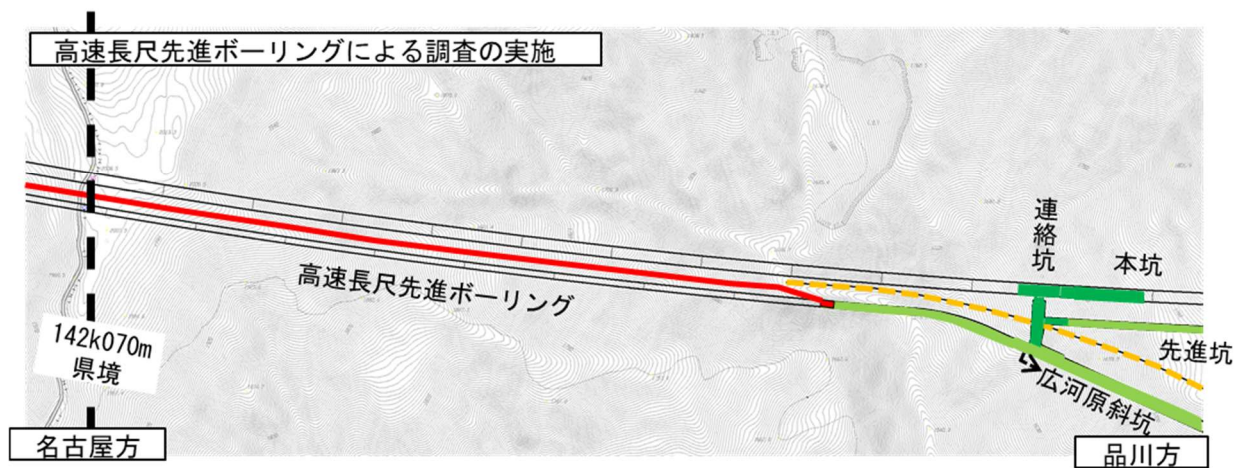 高速長尺先進ボーリングによる調査の実施
連絡坑
本坑
高速長尺先進ボーリング
先進坑
142k070m
県境
広河原斜坑
名古屋方
品川方